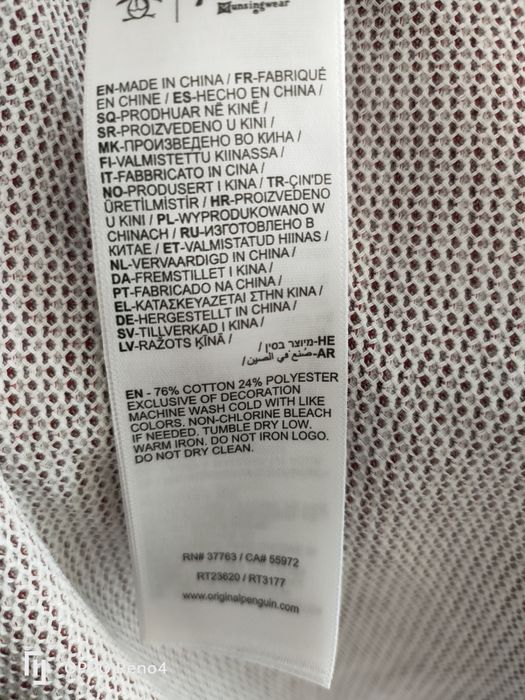 Munsingwear
EN-MADE IN CHINA / FR-FABRIQUÉ
EN CHINE / ES-HECHO EN CHINA /
SQ-PRODHUAR NË KINË /
SR-PROIZVEDENO U KINI /
MK-ПРОИЗВЕДЕНО ВО КИНА /
FI-VALMISTETTU KIINASSA /
IT-FABBRICATO IN CINA /
NO-PRODUSERT I KINA / TR-ÇIN'DE
ÜRETİLMİSTİR / HR-PROIZVEDENO
U KINI / PL-WYPRODUKOWANO W
CHINACH / RU-ИЗГОТОВЛЕНО В
КИТАЕ / ET-VALMISTATUD HIINAS /
NL-VERVAARDIGD IN CHINA /
DA-FREMSTILLET I KINA /
PT-FABRICADO NA CHINA /
EL-ΚΑΤΑΣΚΕΥΑΖΕΤΑΙ ΣΤΗΝ ΚΙΝΑ /
DE-HERGESTELLT IN CHINA /
SV-TILLVERKAD I KINA /
LV-RAŽOTS ĶĪNĀ /
HE-מיוצר בסין /
AR-صنع في الصين /
EN - 76% COTTON 24% POLYESTER
EXCLUSIVE OF DECORATION
MACHINE WASH COLD WITH LIKE
COLORS. NON-CHLORINE BLEACH
IF NEEDED. TUMBLE DRY LOW.
WARM IRON. DO NOT IRON LOGO.
DO NOT DRY CLEAN.
RN# 37763 / CA# 55972
RT23620 / RT3177
www.originalpenguin.com
OPPO Reno4